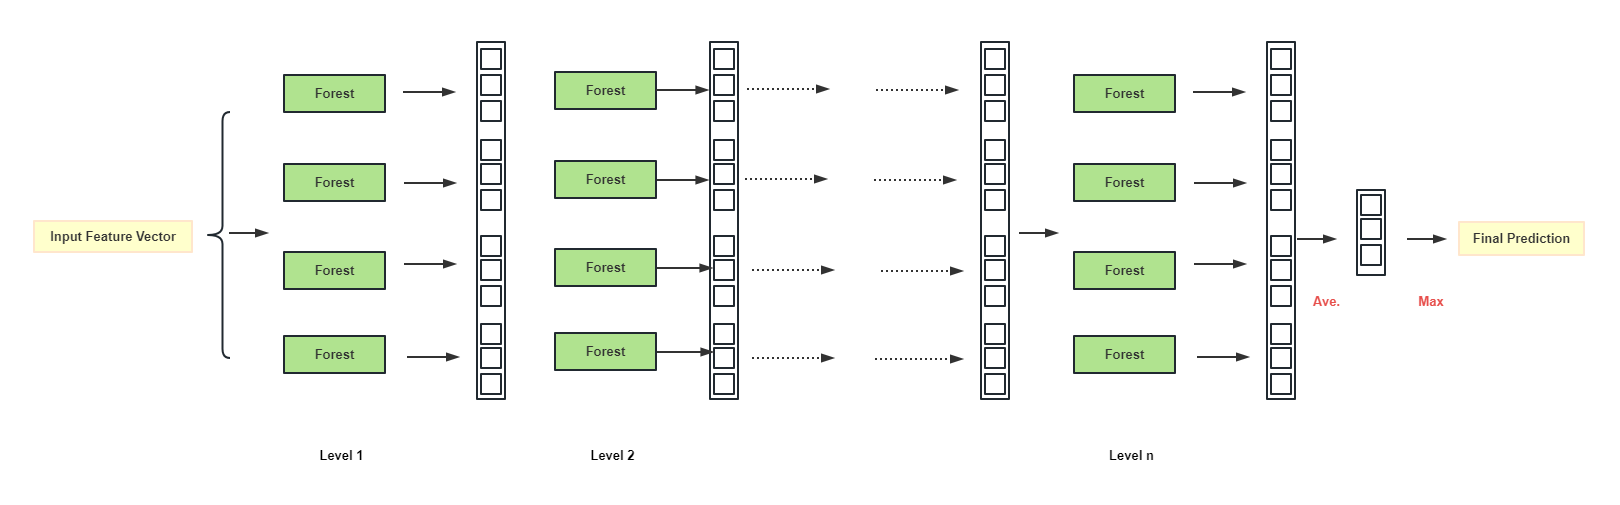 Input Feature Vector
Forest
Forest
Forest
Forest
Level 1
Forest
Forest
Forest
Forest
Level 2
Forest
Forest
Forest
Forest
Level n
Ave.
Max
Final Prediction